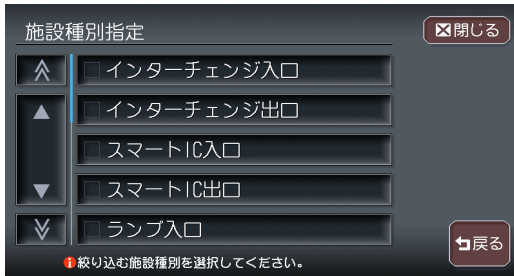 施設種別指定
閉じる
インターチェンジ入口
インターチェンジ出口
スマートIC入口
スマートIC出口
ランプ入口
戻る
絞り込む施設種別を選択してください。